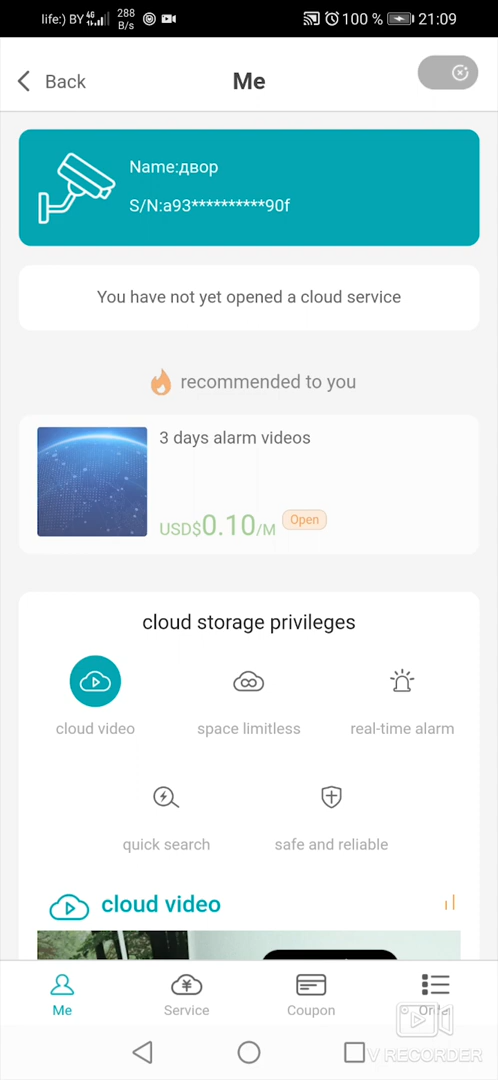 life:) BY 4G 288 B/s 100 % 21:09
Back
Me
Name:двор
S/N:a93**********90f
You have not yet opened a cloud service
recommended to you
3 days alarm videos
USD$0.10/M Open
cloud storage privileges
cloud video space limitless real-time alarm
quick search safe and reliable
cloud video
Me Service Coupon Order
V RECORDER